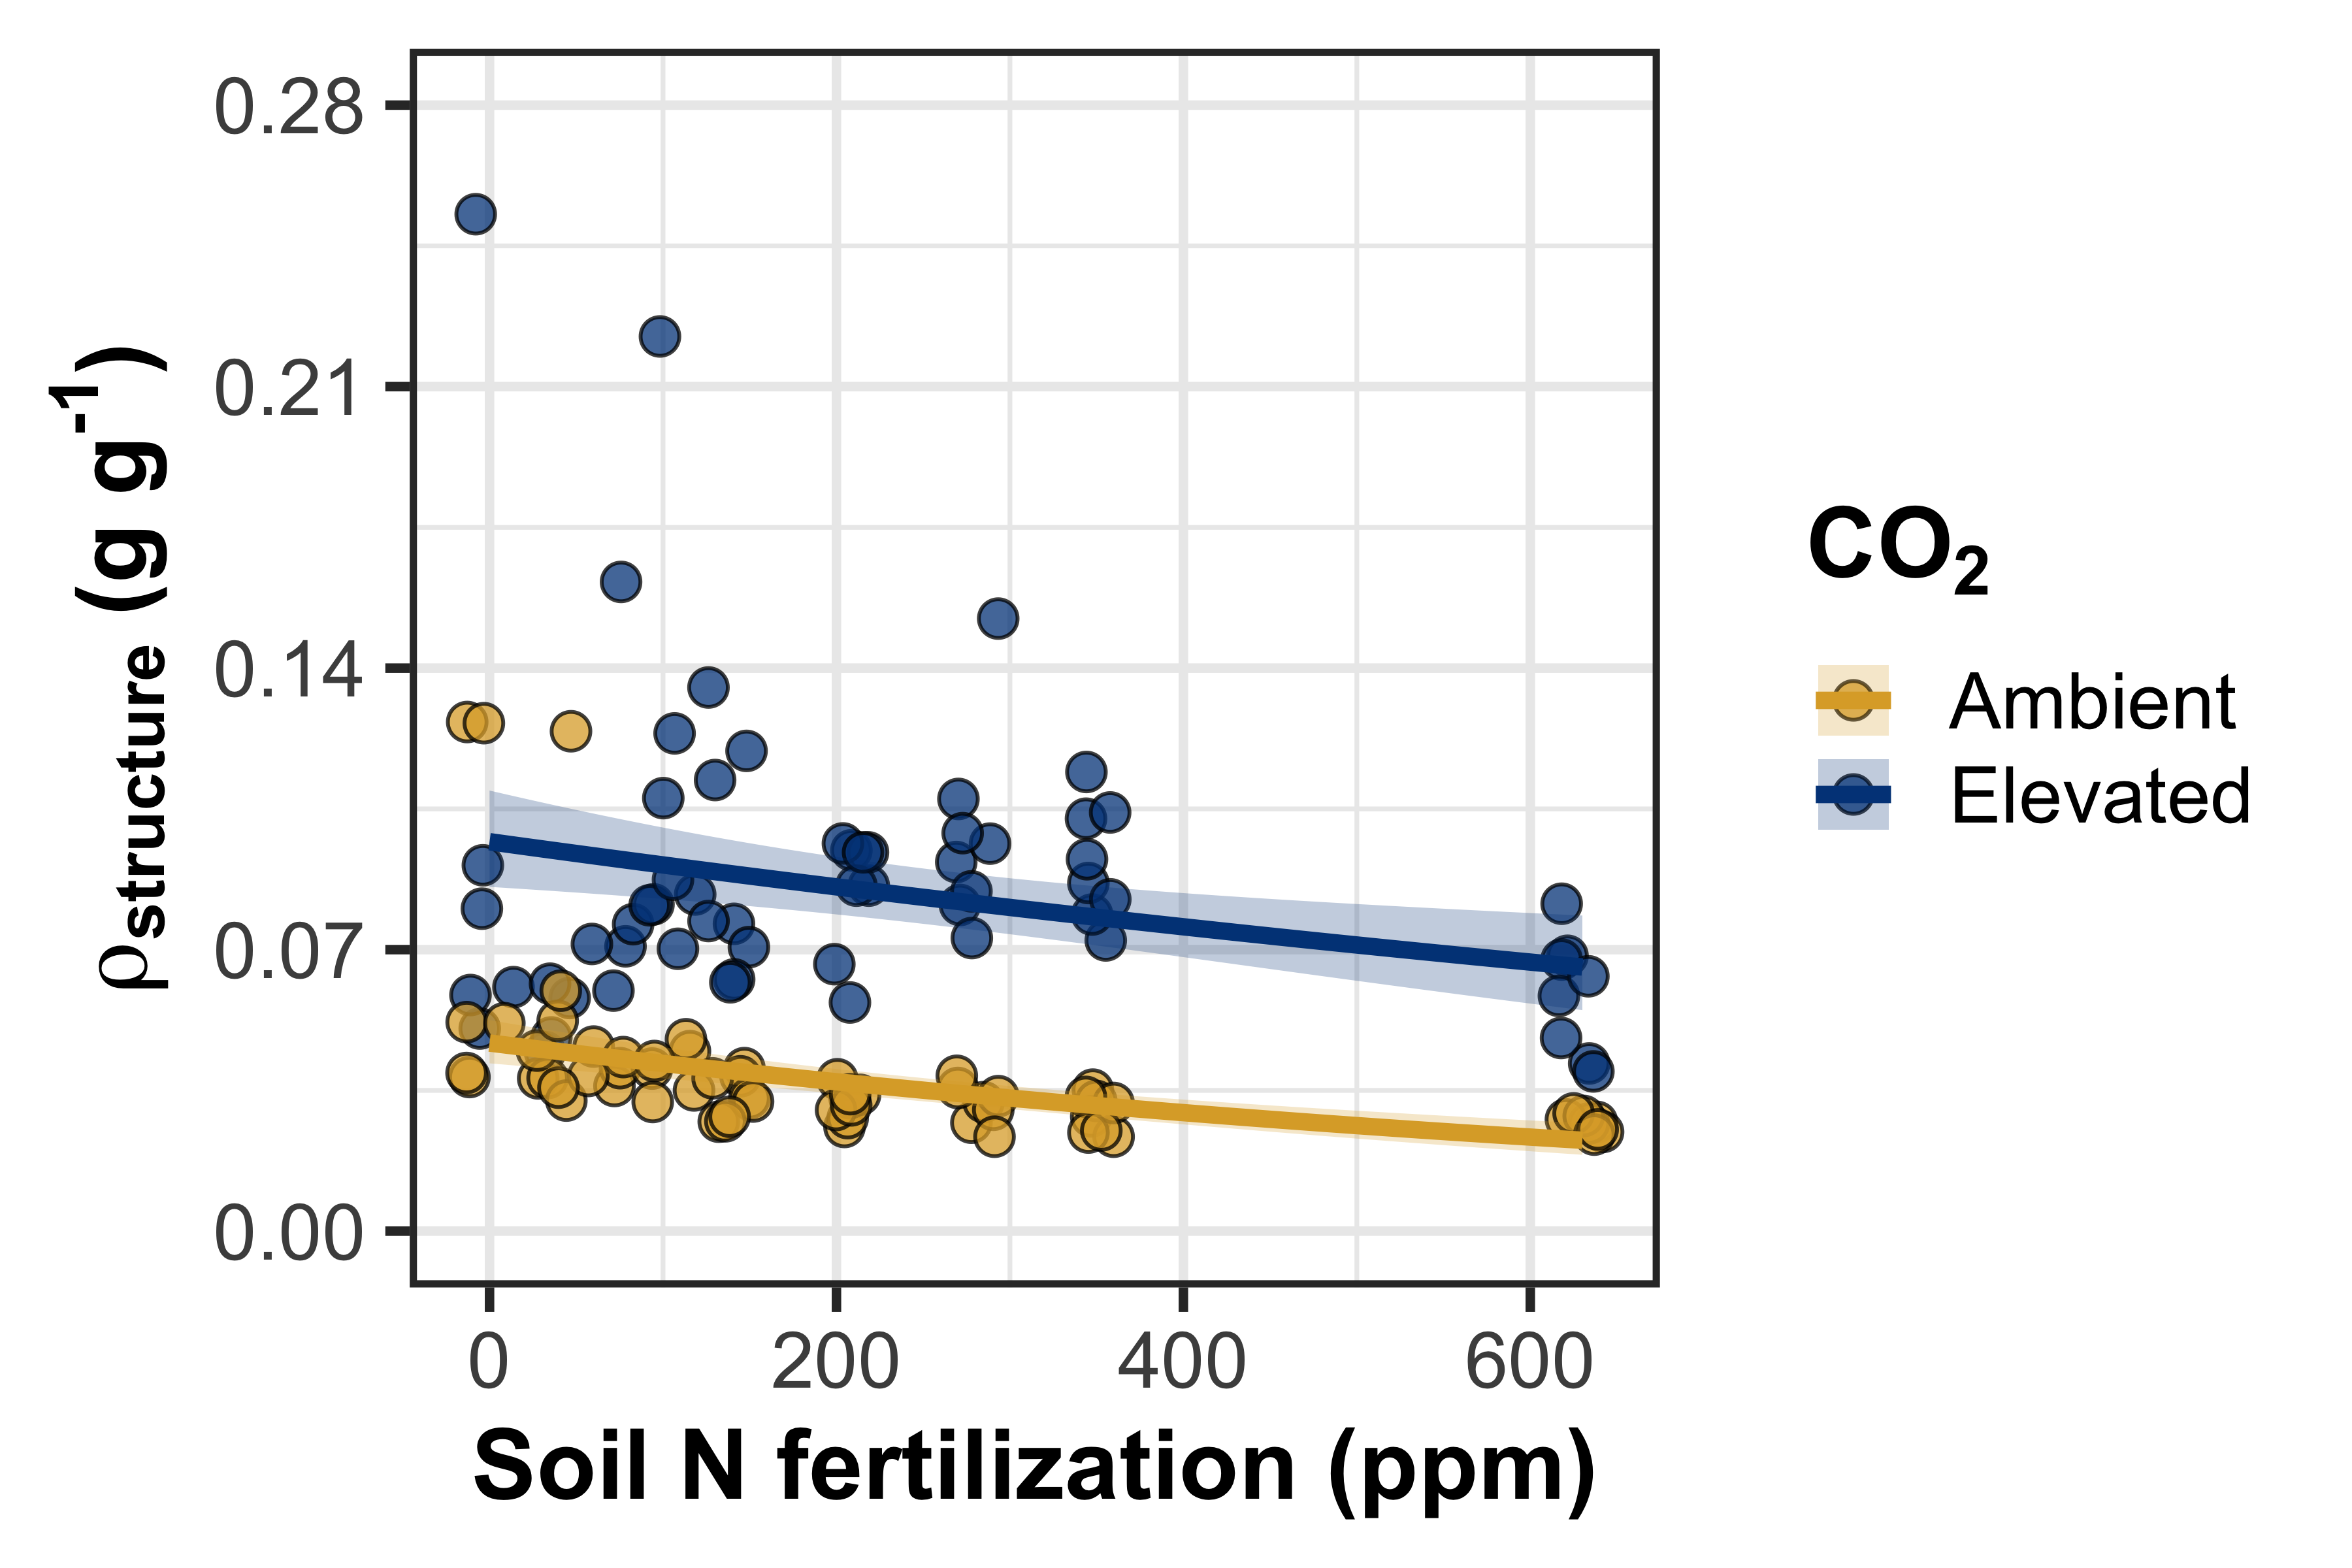 0.28
0.21
0.14
0.07
0.00
ρstructure (g g-1)
0 200 400 600
Soil N fertilization (ppm)
CO2
Ambient
Elevated